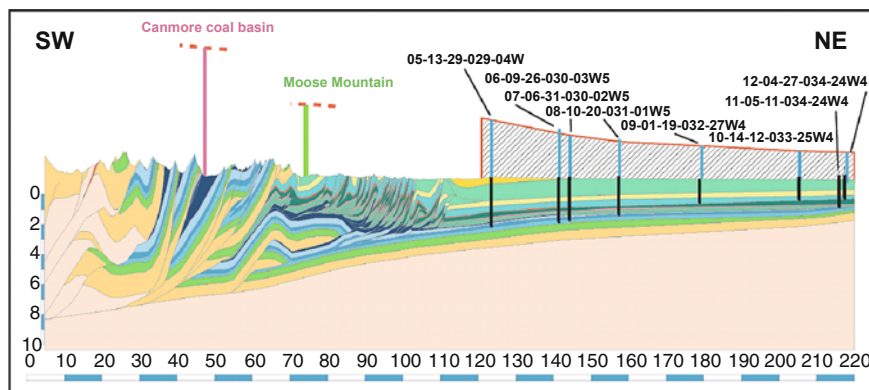 SW
Canmore coal basin
Moose Mountain
NE
05-13-29-029-04W
06-09-26-030-03W5
07-06-31-030-02W5
08-10-20-031-01W5
09-01-19-032-27W4
10-14-12-033-25W4
11-05-11-034-24W4
12-04-27-034-24W4
0
2
4
6
8
10
0 10 20 30 40 50 60 70 80 90 100 110 120 130 140 150 160 170 180 190 200 210 220